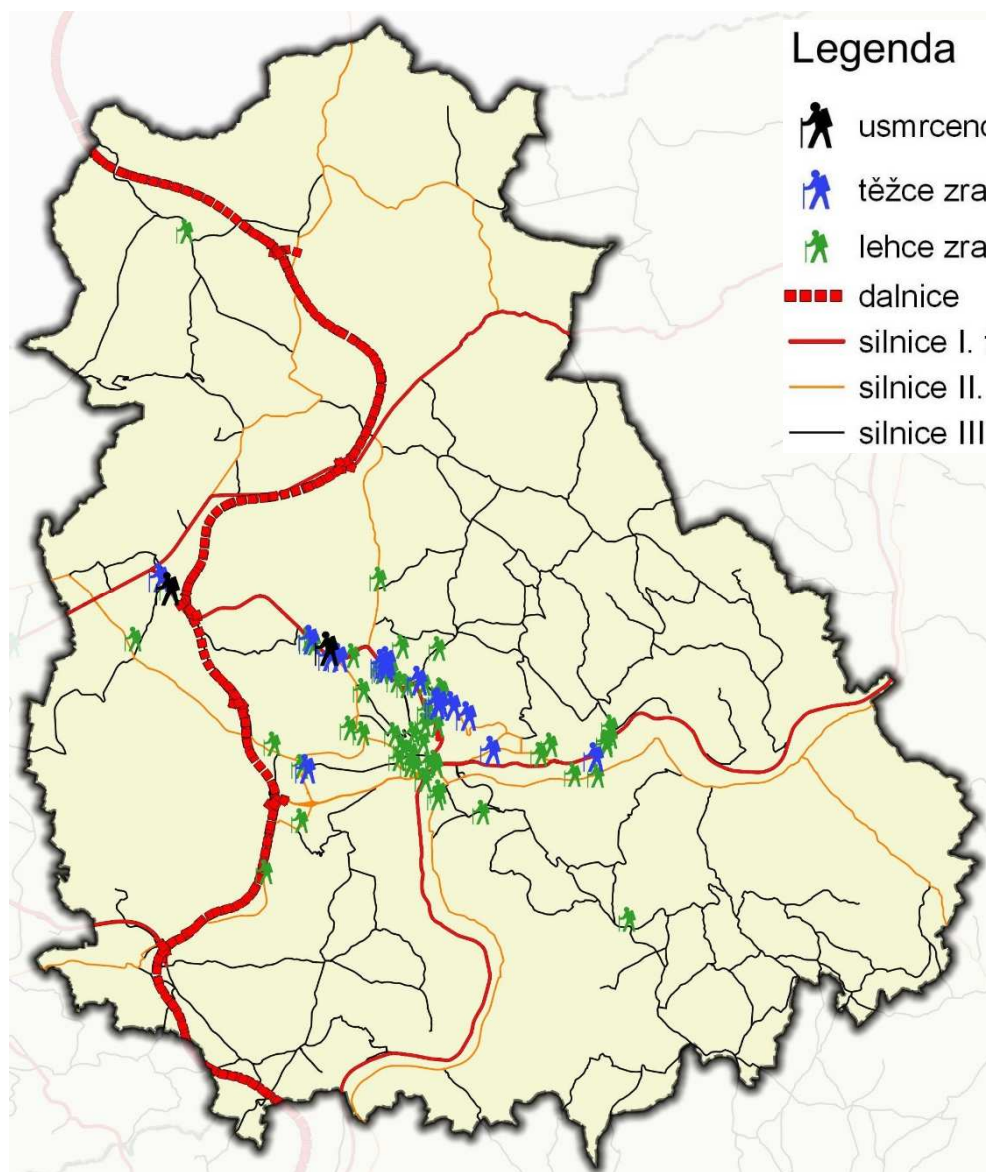 Legenda
usmrceno
těžce zra
lehce zra
dalnice
silnice I.
silnice II.
silnice III